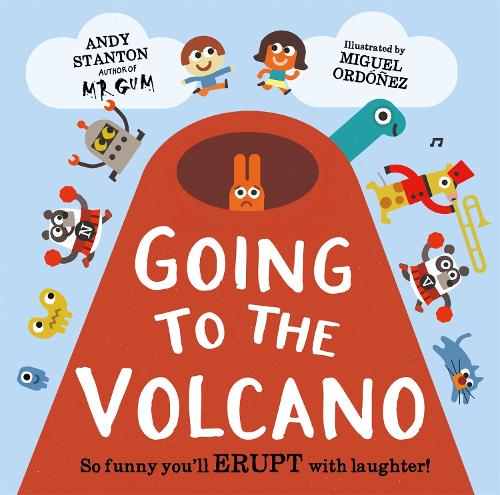 ANDY
STANTON
AUTHOR OF
MR GUM
Illustrated by
MIGUEL
ORDÓÑEZ
N
A
GOING
TO THE
VOLCANO
So funny you'll ERUPT with laughter!